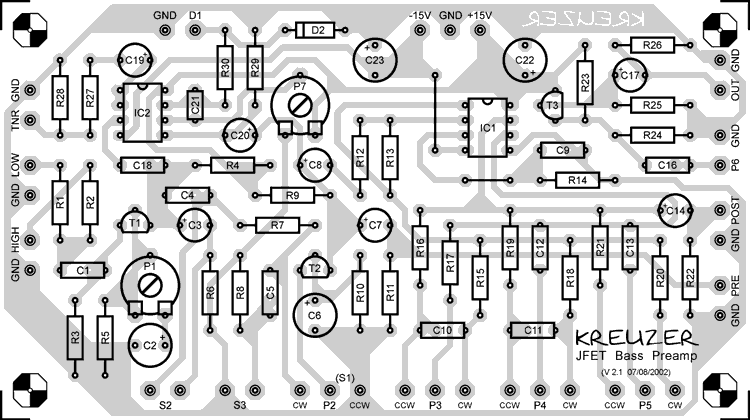 GND D1 -15V GND +15V KREUZER
D2
C19 R30 R29 C23 C22 R26
GND R28 R27 IC2 C21 P7 R23 C17 GND
T3 R25 OUT
TNR C20 IC1 R24 GND
LOW C18 R4 C8 R12 R13 C9 C16 P6
R14
GND R1 R2 C4 R9
T1 C3 R7 C7 C14 POST
HIGH R16 R17 R19 C12 R21 C13 GND
GND C1 P1 R6 R8 C5 T2 R10 R11 R15 R18 R20 R22 PRE
C6 GND
R3 R5 C2 C10 C11 KREUZER
JFET Bass Preamp
(V 2.1 07/08/2002)
(S1)
S2 S3 CW P2 CCW CCW P3 CW CCW P4 CW CCW P5 CW